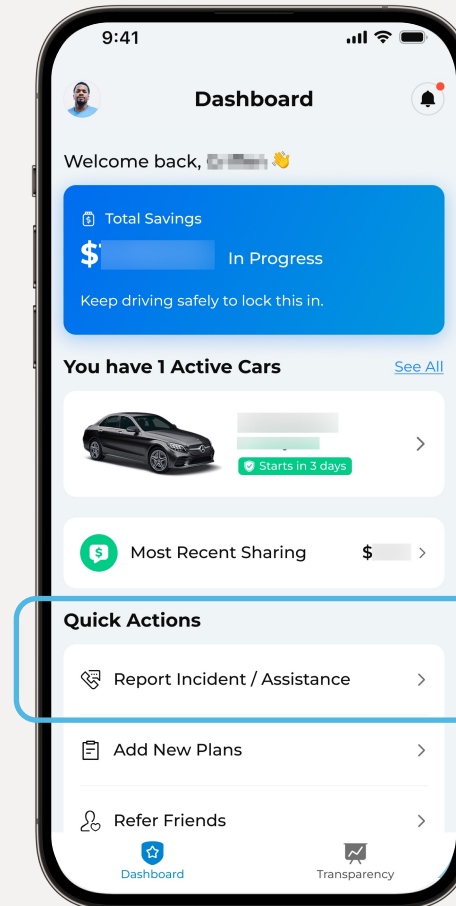 9:41
Dashboard
Welcome back, 👋
Total Savings
$
In Progress
Keep driving safely to lock this in.
You have 1 Active Cars
See All
Starts in 3 days
Most Recent Sharing $
Quick Actions
Report Incident / Assistance
Add New Plans
Refer Friends
Dashboard
Transparency